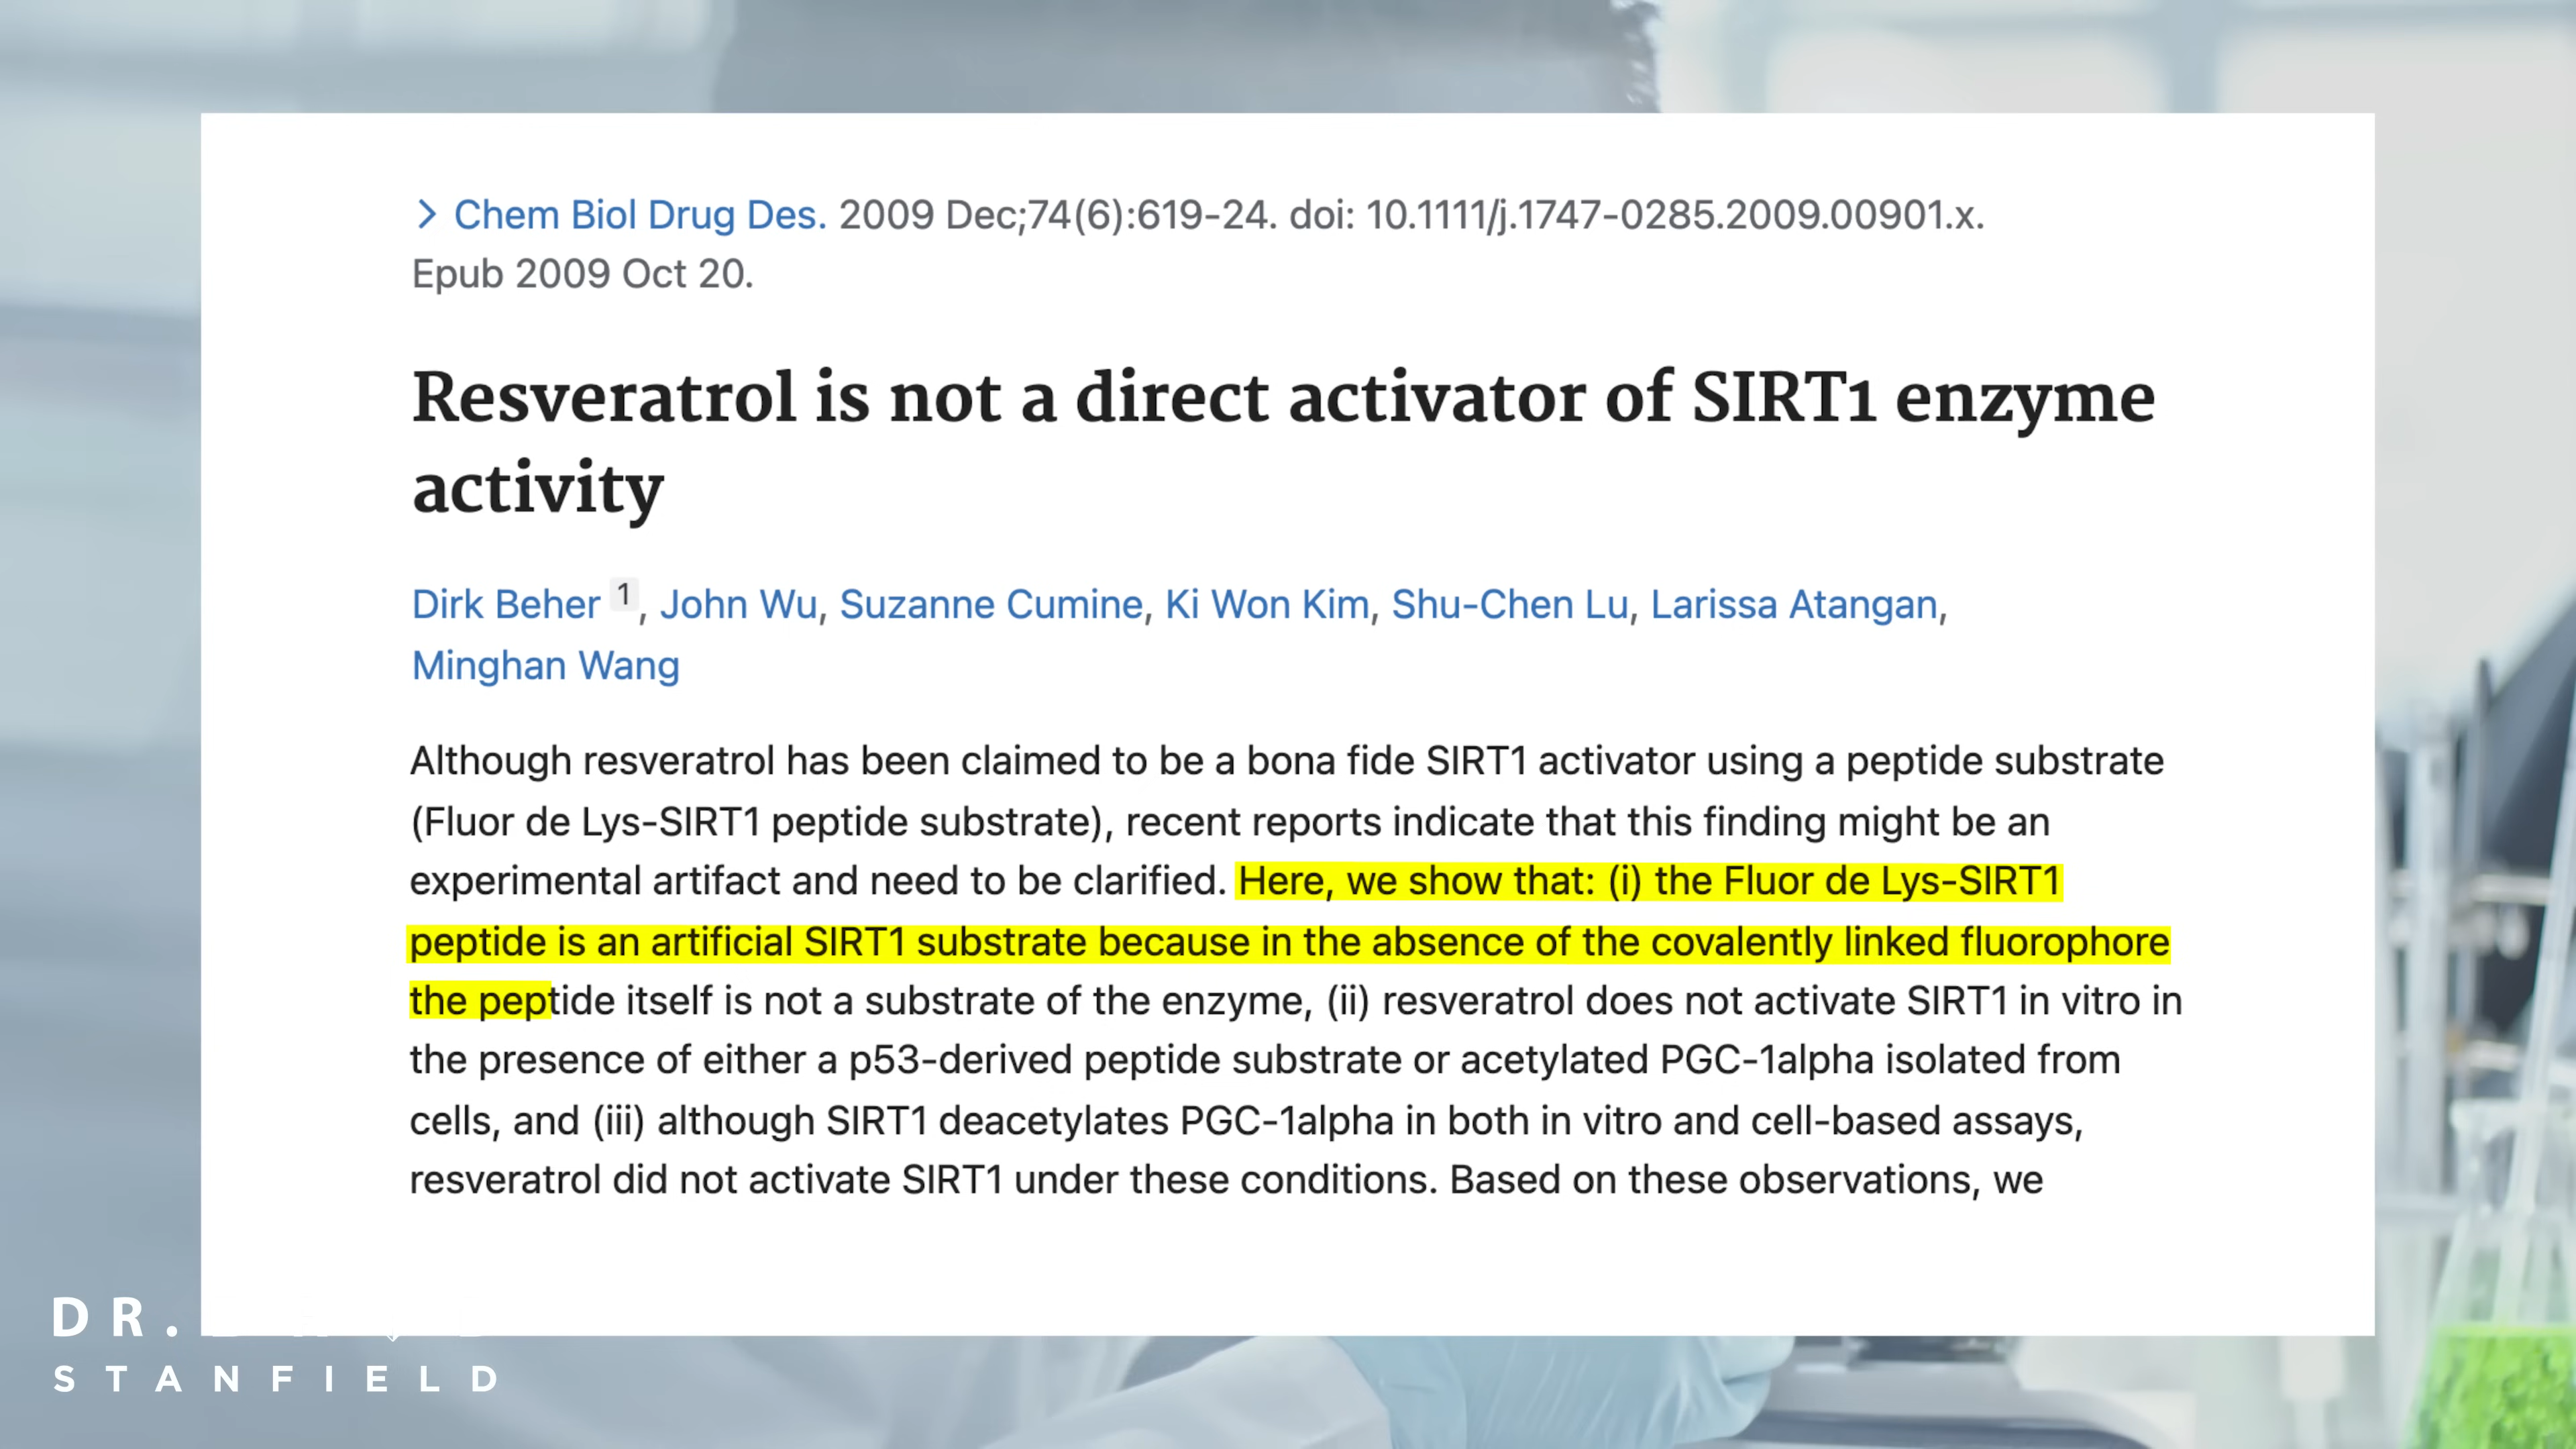 > Chem Biol Drug Des. 2009 Dec;74(6):619-24. doi: 10.1111/j.1747-0285.2009.00901.x.
Epub 2009 Oct 20.
Resveratrol is not a direct activator of SIRT1 enzyme
activity
Dirk Beher 1, John Wu, Suzanne Cumine, Ki Won Kim, Shu-Chen Lu, Larissa Atangan,
Minghan Wang
Although resveratrol has been claimed to be a bona fide SIRT1 activator using a peptide substrate
(Fluor de Lys-SIRT1 peptide substrate), recent reports indicate that this finding might be an
experimental artifact and need to be clarified. Here, we show that: (i) the Fluor de Lys-SIRT1
peptide is an artificial SIRT1 substrate because in the absence of the covalently linked fluorophore
the peptide itself is not a substrate of the enzyme, (ii) resveratrol does not activate SIRT1 in vitro in
the presence of either a p53-derived peptide substrate or acetylated PGC-1alpha isolated from
cells, and (iii) although SIRT1 deacetylates PGC-1alpha in both in vitro and cell-based assays,
resveratrol did not activate SIRT1 under these conditions. Based on these observations, we
DR.
STANFIELD